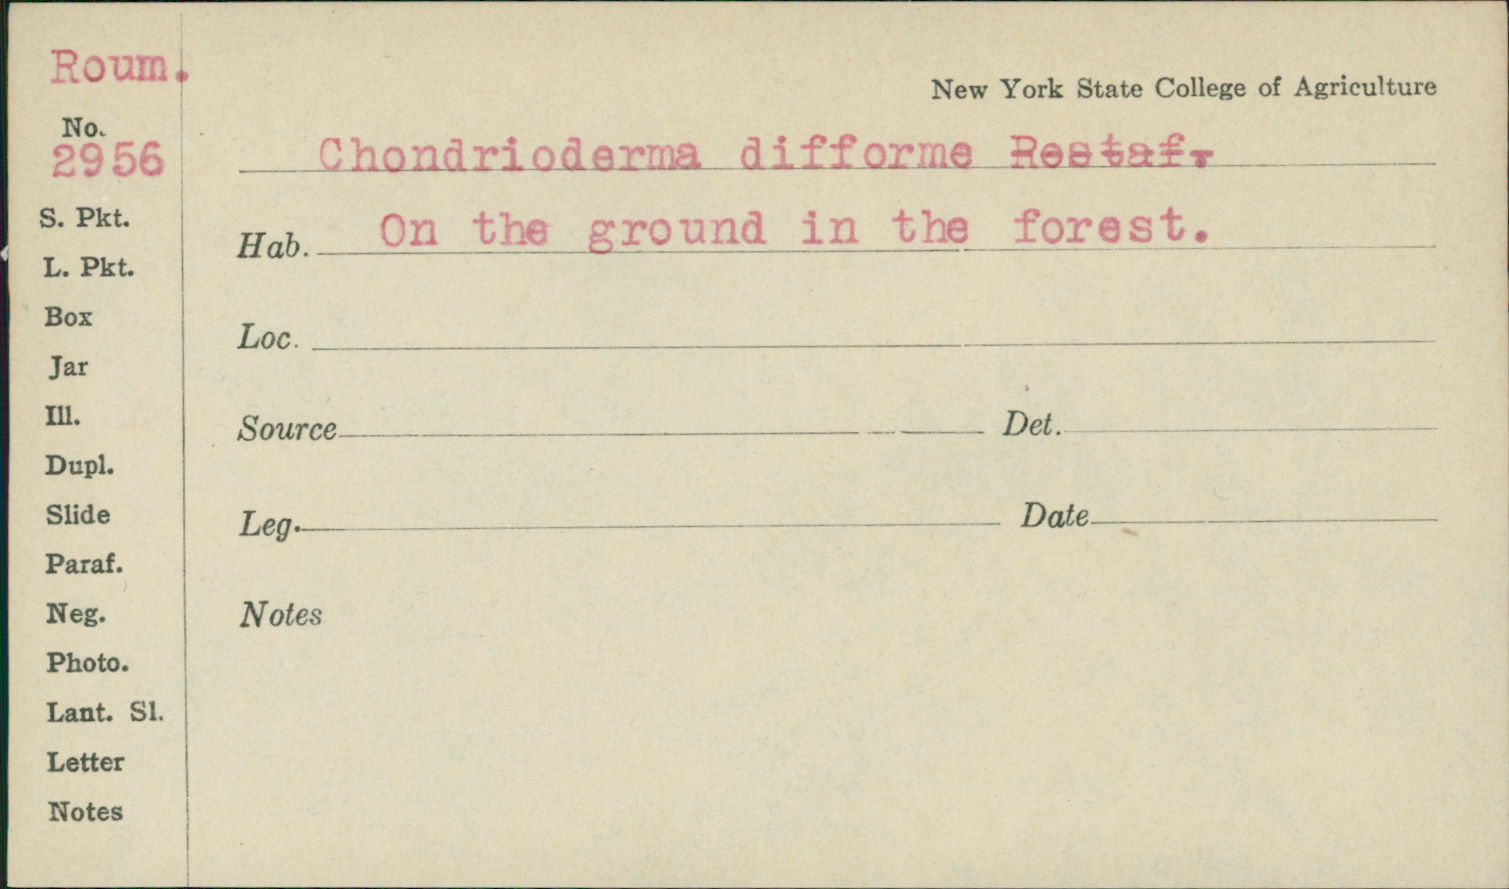 Roum.
New York State College of Agriculture
No.
2956
Chondrioderma difforme Rostaf.
Hab. On the ground in the forest.
S. Pkt.
L. Pkt.
Box
Loc.
Jar
Ill.
Source Det.
Dupl.
Slide
Leg. Date
Paraf.
Neg.
Notes
Photo.
Lant. Sl.
Letter
Notes